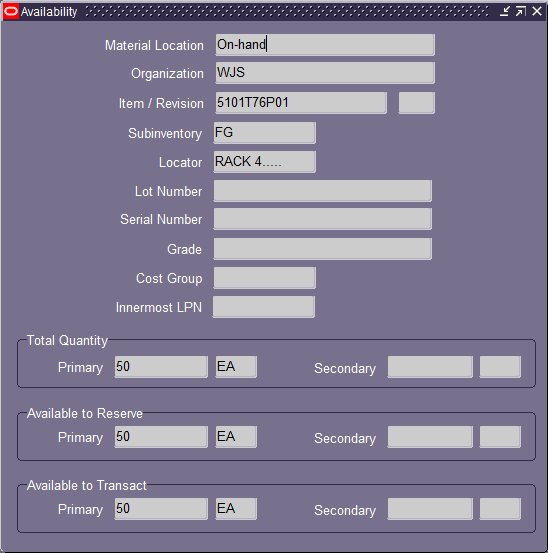 Availability
Material Location On-hand
Organization WJS
Item / Revision 5101T76P01
Subinventory FG
Locator RACK 4.....
Lot Number
Serial Number
Grade
Cost Group
Innermost LPN
Total Quantity
Primary 50 EA Secondary
Available to Reserve
Primary 50 EA Secondary
Available to Transact
Primary 50 EA Secondary